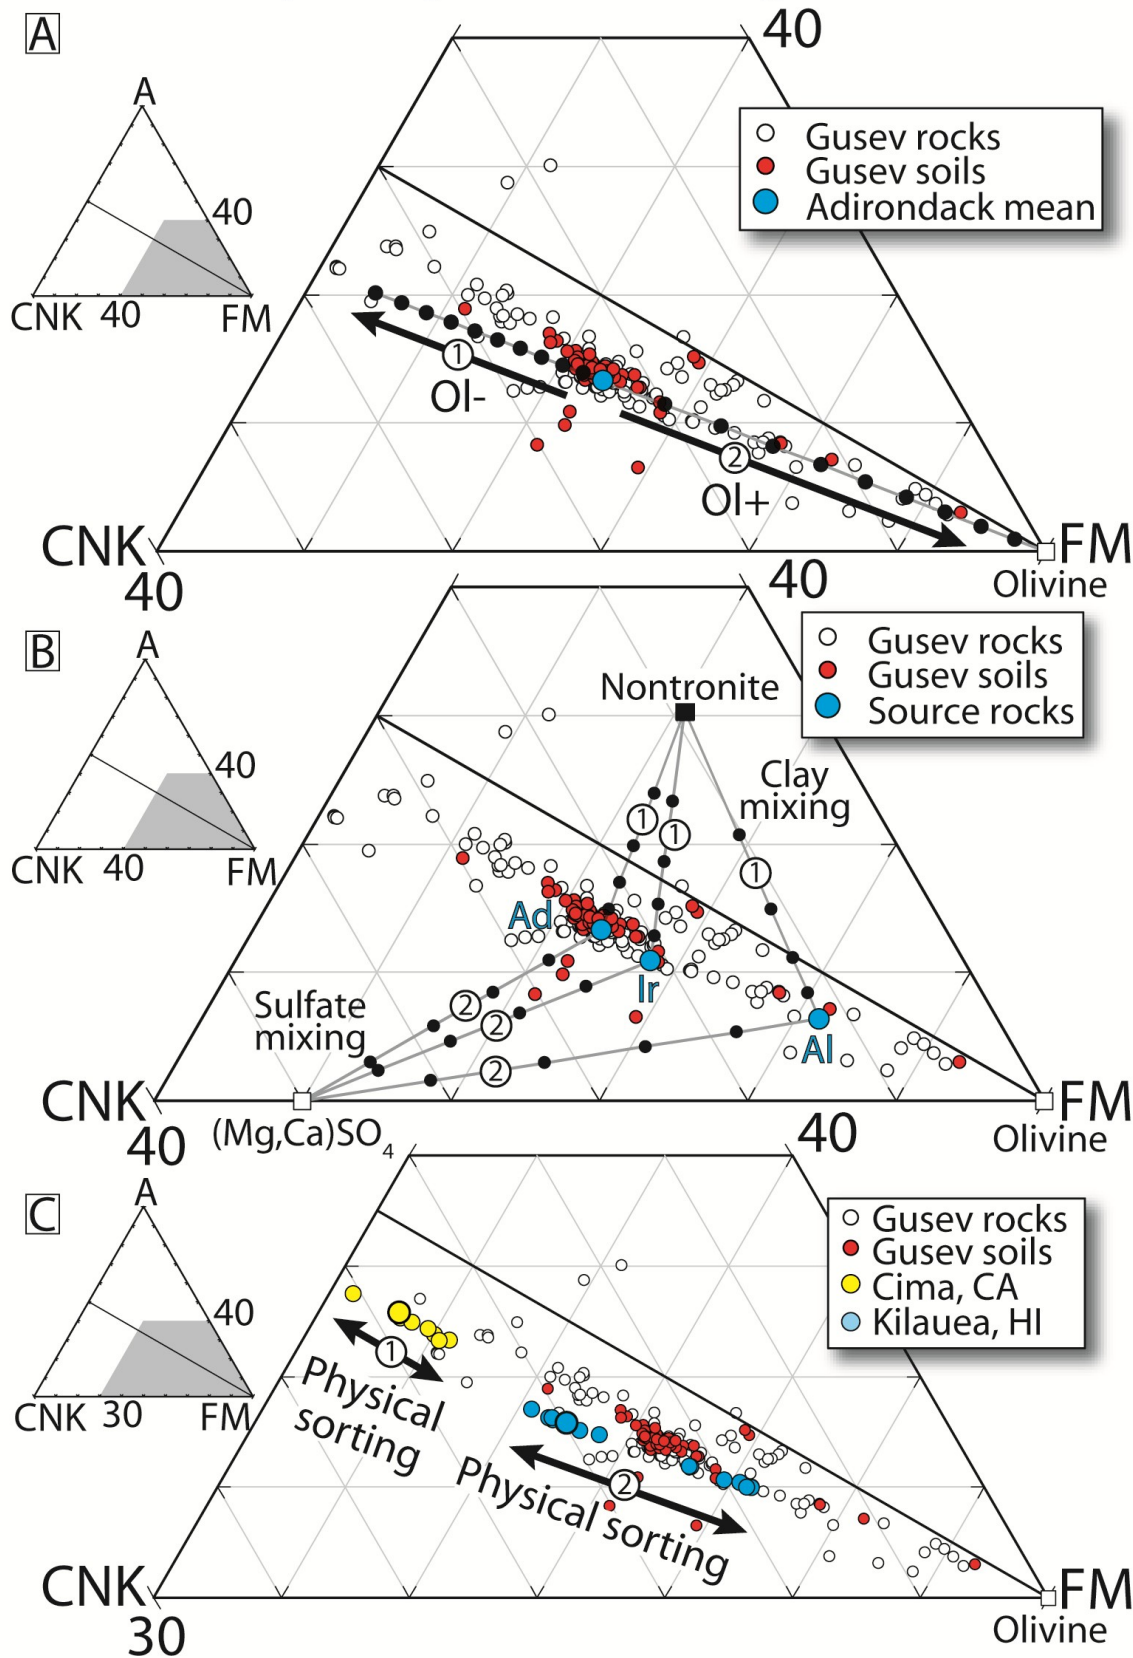 A
40
A
40
CNK 40 FM
Gusev rocks
Gusev soils
Adirondack mean
1
Ol-
2
Ol+
CNK
FM
40
Olivine
40
B
A
40
CNK 40 FM
Gusev rocks
Gusev soils
Source rocks
Nontronite
Clay
mixing
1
1
1
Ad
Ir
Al
Sulfate
mixing
2
2
2
CNK
FM
40
(Mg,Ca)SO4
40
Olivine
C
A
40
CNK 30 FM
Gusev rocks
Gusev soils
Cima, CA
Kilauea, HI
1
Physical
sorting
2
Physical sorting
CNK
FM
30
Olivine